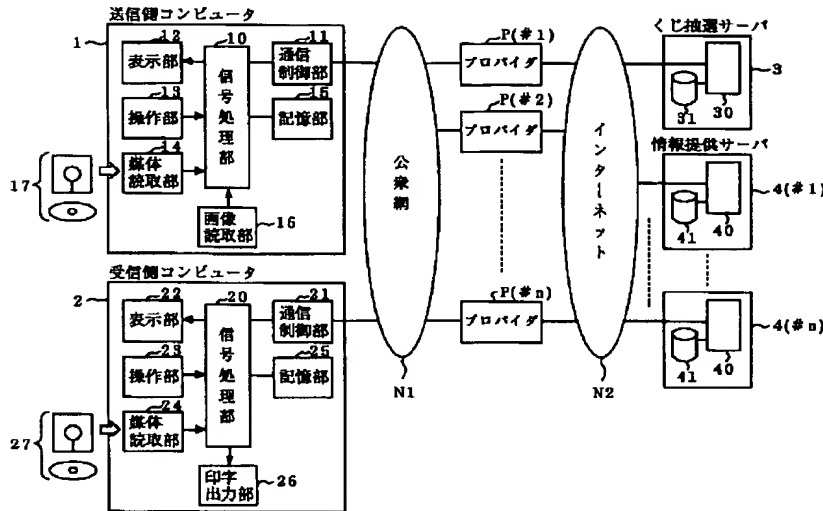 送信側コンピュータ
1
12
表示部
13
操作部
14
媒体
読取部
17
10
信号処理部
11
通信
制御部
15
記憶部
画像
読取部
16
受信側コンピュータ
2
22
表示部
23
操作部
24
媒体
読取部
27
20
信号処理部
21
通信
制御部
25
記憶部
印字
出力部
26
公衆網
N1
P(#1)
プロバイダ
P(#2)
プロバイダ
P(#n)
プロバイダ
インターネット
N2
くじ抽選サーバ
3
31
30
情報提供サーバ
4(#1)
41
40
4(#n)
41
40